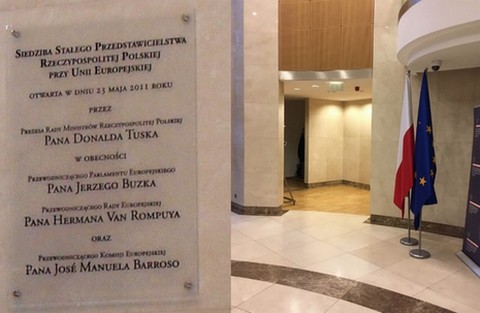 Siedziba Stałego Przedstawicielstwa
Rzeczypospolitej Polskiej
przy Unii Europejskiej
otwarta w dniu 23 maja 2011 roku
przez
Prezesa Rady Ministrów Rzeczypospolitej Polskiej
Pana Donalda Tuska
w obecności
Przewodniczącego Parlamentu Europejskiego
Pana Jerzego Buzka
Przewodniczącego Rady Europejskiej
Pana Hermana Van Rompuya
oraz
Przewodniczącego Komisji Europejskiej
Pana José Manuela Barroso